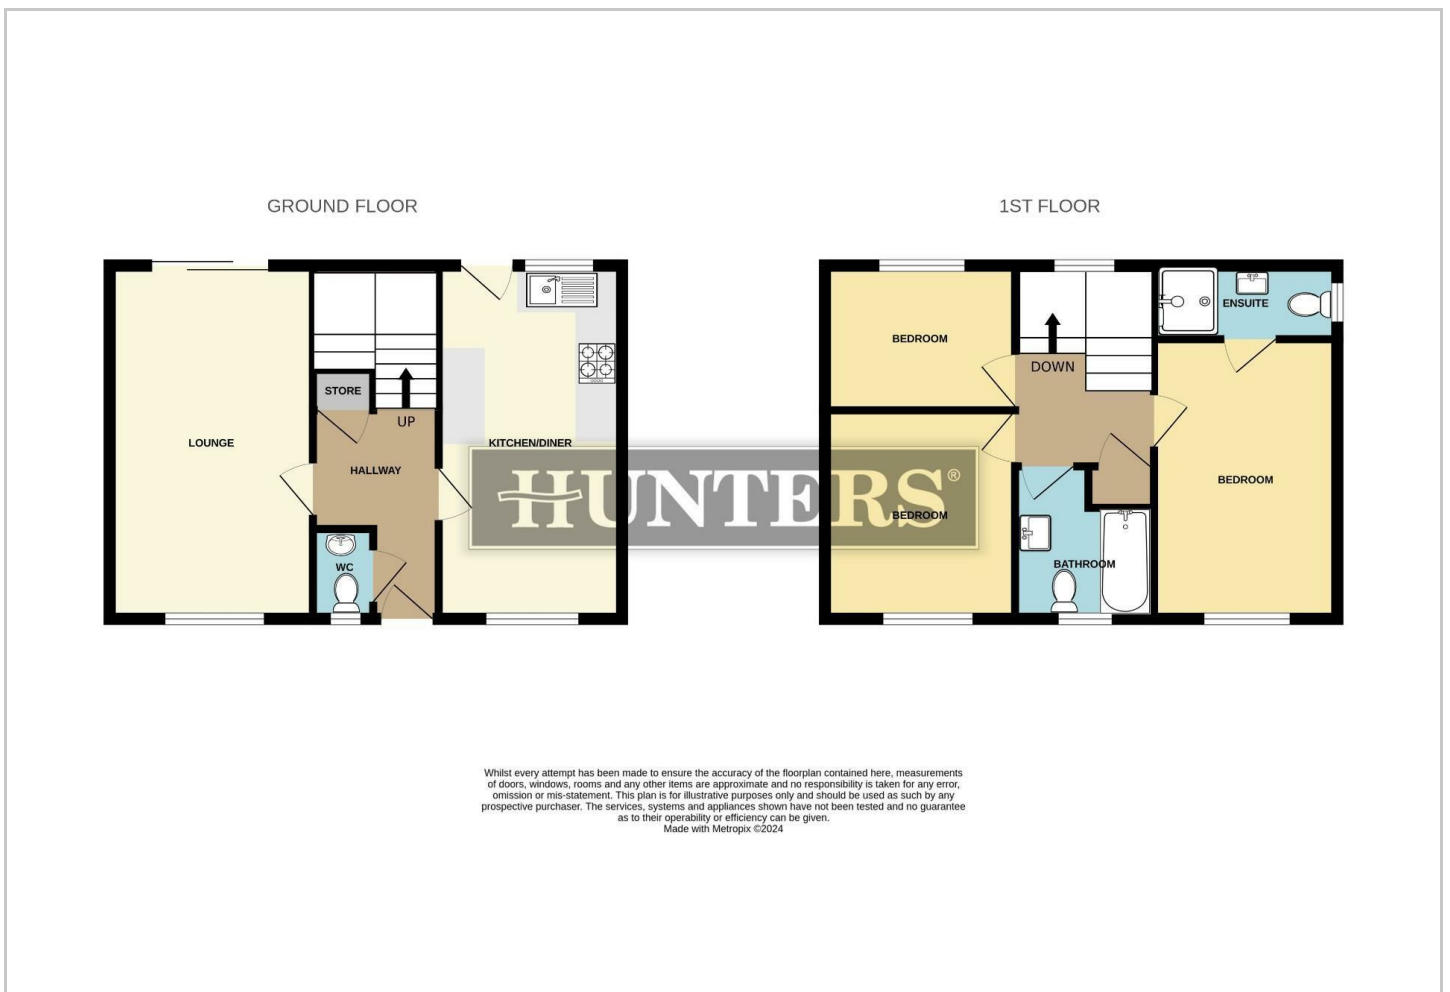 GROUND FLOOR
1ST FLOOR
STORE
UP
LOUNGE
HALLWAY
KITCHEN/DINER
WC
BEDROOM
ENSUITE
DOWN
BEDROOM
BEDROOM
BATHROOM
HUNTERS®
Whilst every attempt has been made to ensure the accuracy of the floorplan contained here, measurements
of doors, windows, rooms and any other items are approximate and no responsibility is taken for any error,
omission or mis-statement. This plan is for illustrative purposes only and should be used as such by any
prospective purchaser. The services, systems and appliances shown have not been tested and no guarantee
as to their operability or efficiency can be given.
Made with Metropix ©2024